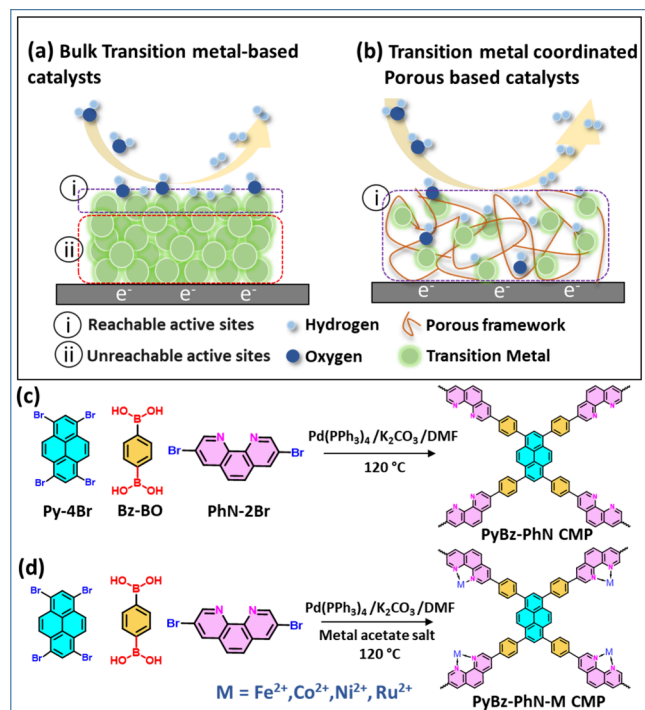 (a) Bulk Transition metal-based
catalysts
(b) Transition metal coordinated
Porous based catalysts
i
ii
i
e⁻ e⁻ e⁻
e⁻ e⁻ e⁻
i Reachable active sites
Hydrogen
Porous framework
ii Unreachable active sites
Oxygen
Transition Metal
(c)
Br
Br
Br
Br
Py-4Br
HO OH
B
B
HO OH
Bz-BO
N N
Br Br
PhN-2Br
Pd(PPh₃)₄/K₂CO₃/DMF
120 °C
N N
N N
N N
N N
PyBz-PhN CMP
(d)
Br
Br
Br
Br
HO OH
B
B
HO OH
N N
Br Br
Pd(PPh₃)₄/K₂CO₃/DMF
Metal acetate salt
120 °C
N N
M
N N
M
M
N N
M
N N
PyBz-PhN-M CMP
M = Fe²⁺,Co²⁺,Ni²⁺,Ru²⁺